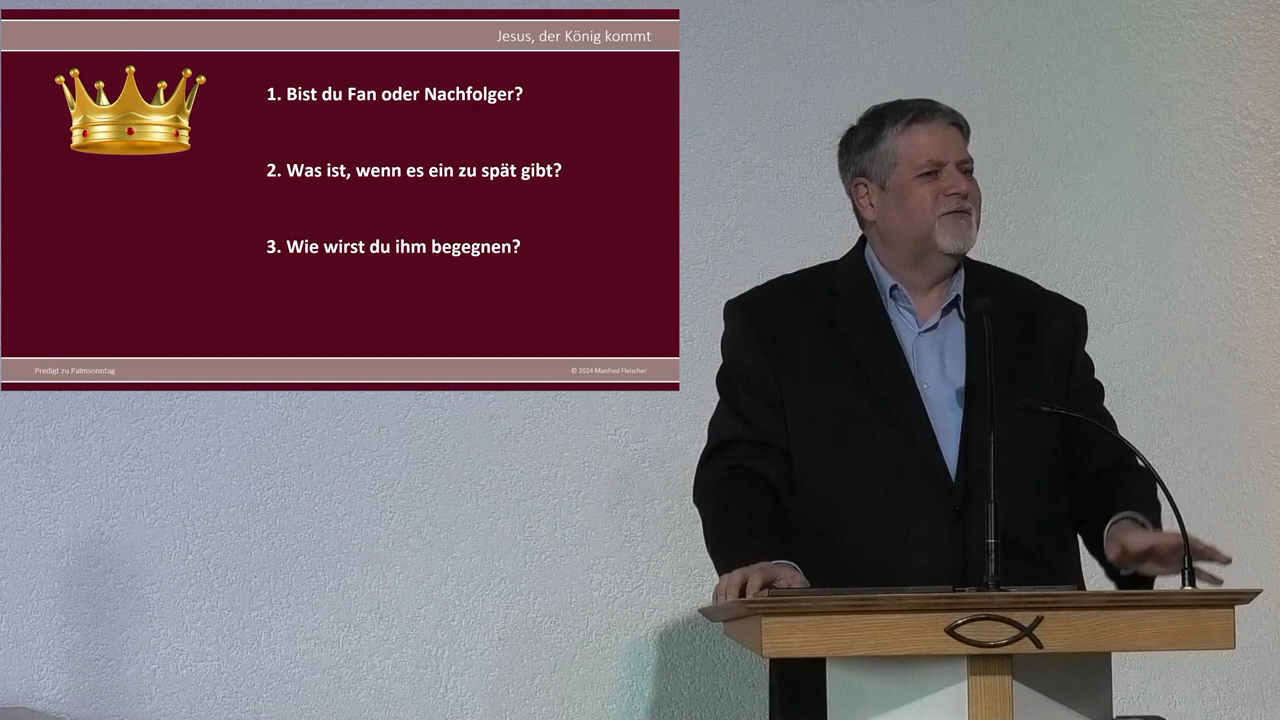 Jesus, der König kommt
1. Bist du Fan oder Nachfolger?
2. Was ist, wenn es ein zu spät gibt?
3. Wie wirst du ihm begegnen?
Predigt zu Palmsonntag
© 2024 Manfred Fleischer